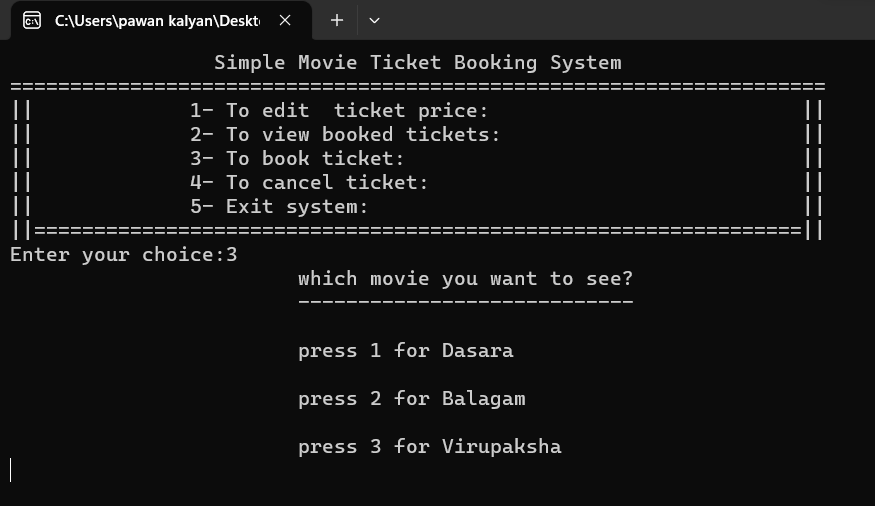 C:\Users\pawan kalyan\Deskt
Simple Movie Ticket Booking System
====================================================================
||             1- To edit  ticket price:                          ||
||             2- To view booked tickets:                         ||
||             3- To book ticket:                                 ||
||             4- To cancel ticket:                               ||
||             5- Exit system:                                    ||
||================================================================||
Enter your choice:3
which movie you want to see?
----------------------------
press 1 for Dasara
press 2 for Balagam
press 3 for Virupaksha